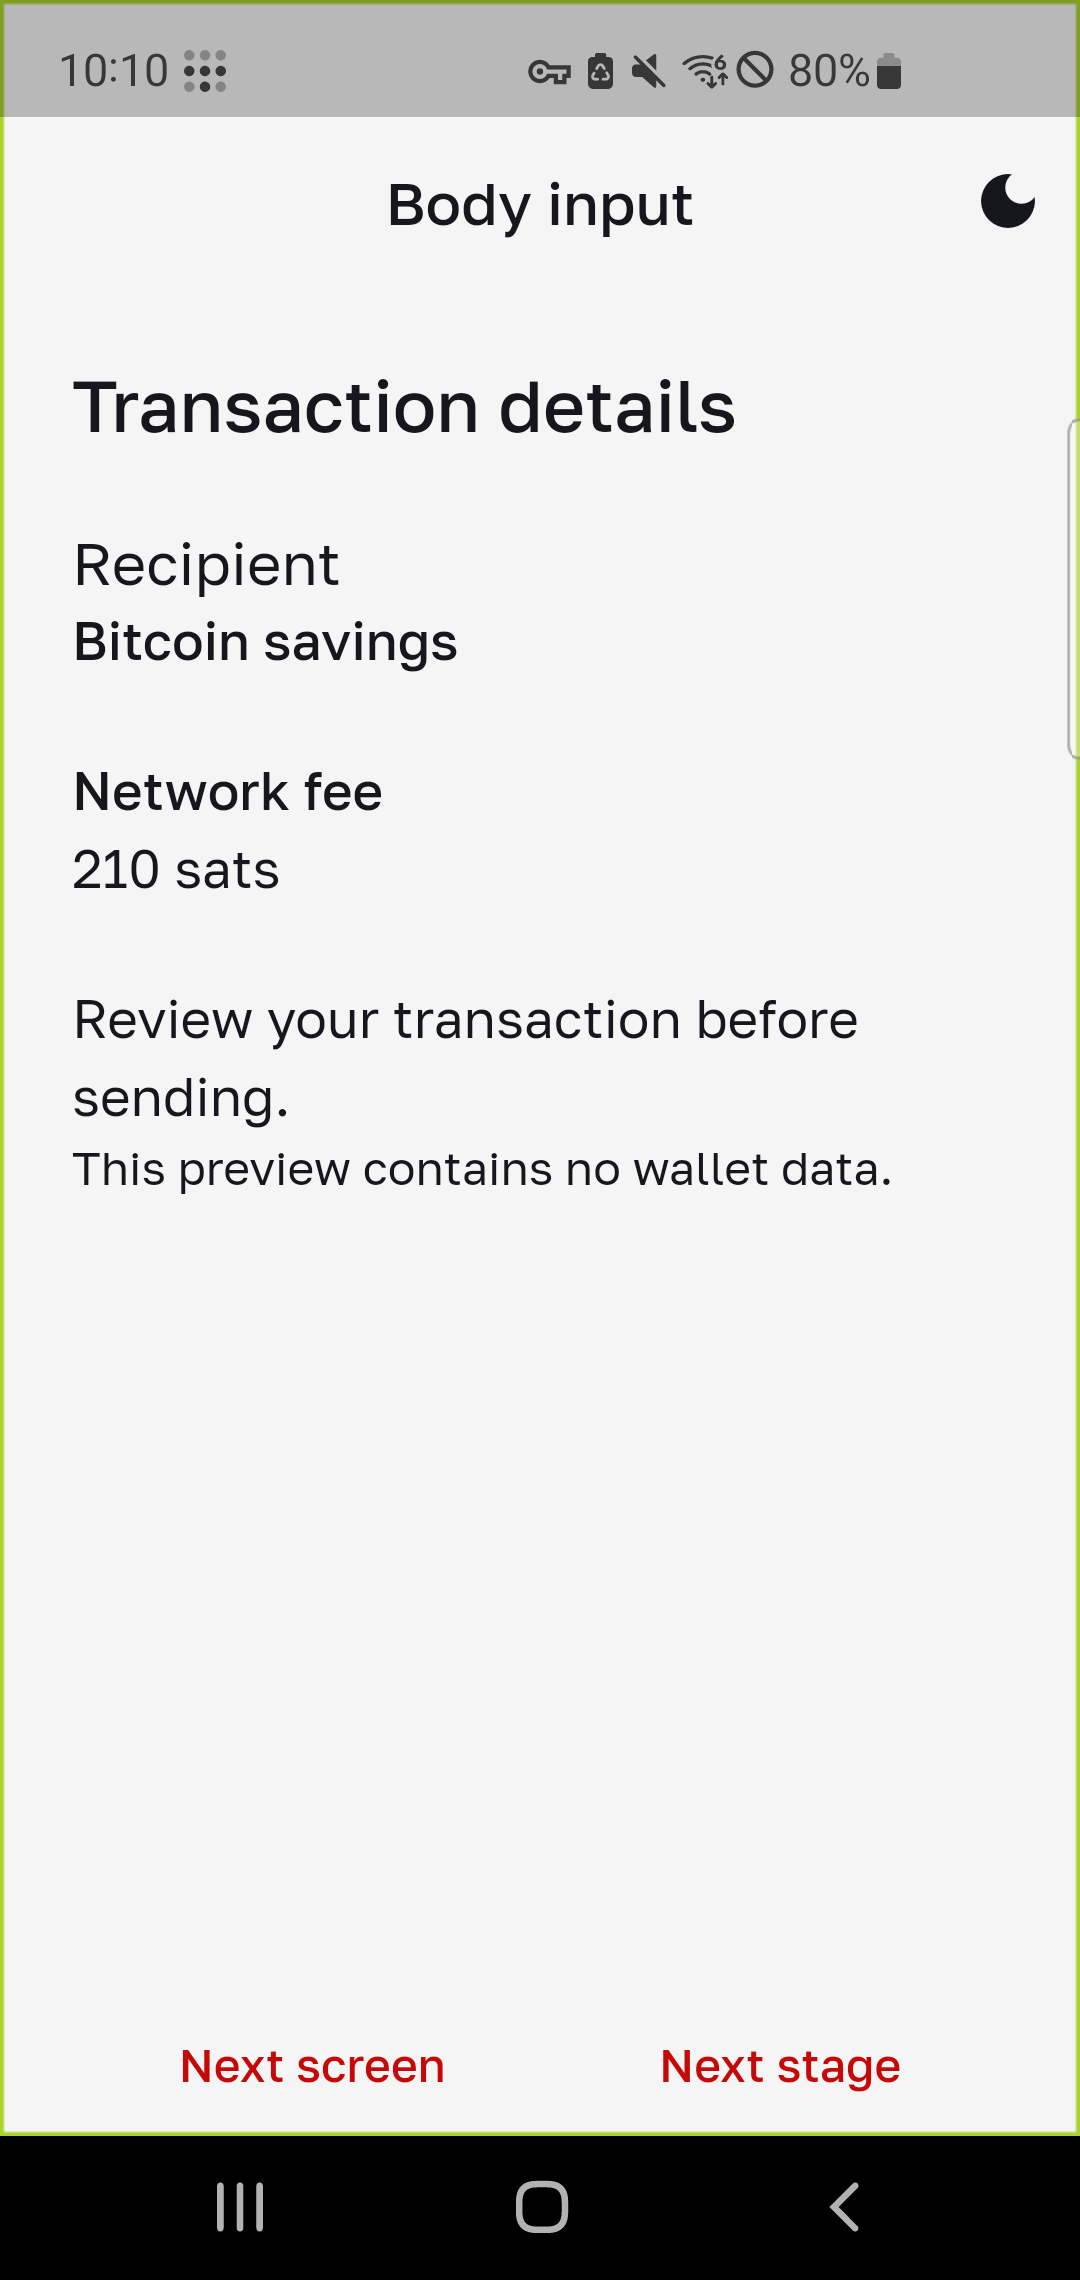 10:10
80%
Body input
Transaction details
Recipient
Bitcoin savings
Network fee
210 sats
Review your transaction before
sending.
This preview contains no wallet data.
Next screen
Next stage